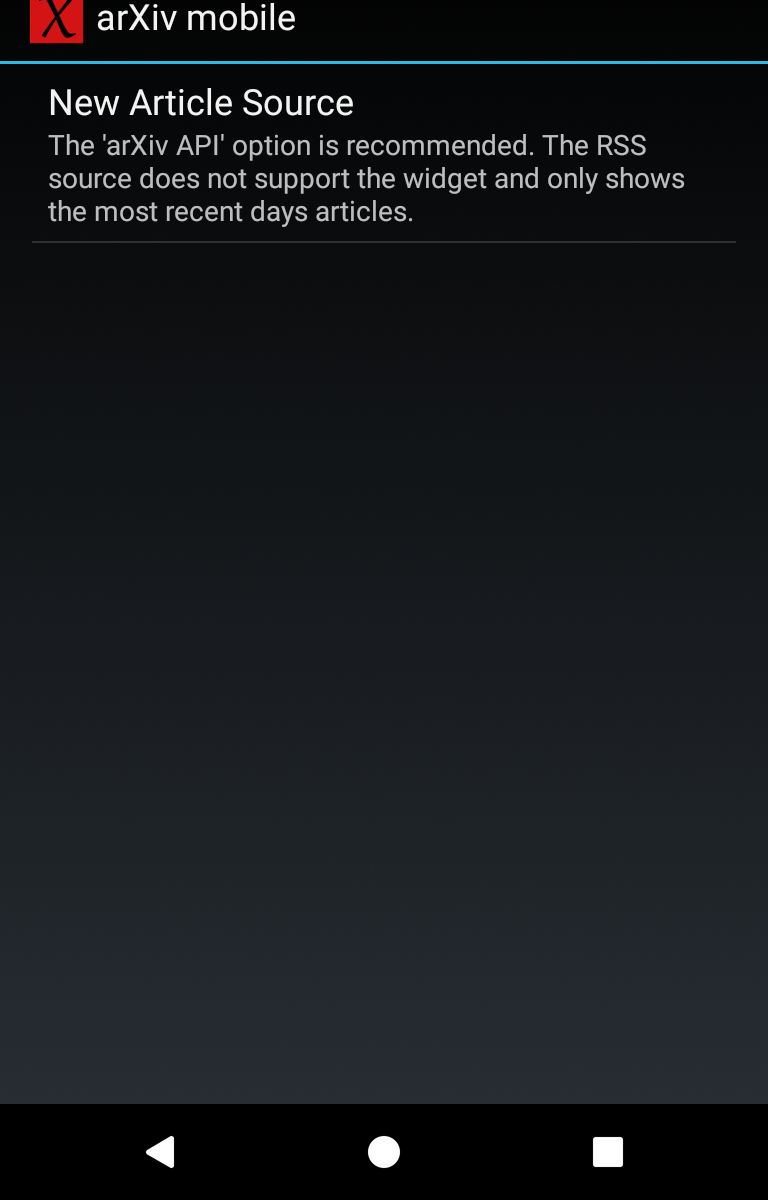 X arXiv mobile
New Article Source
The 'arXiv API' option is recommended. The RSS
source does not support the widget and only shows
the most recent days articles.